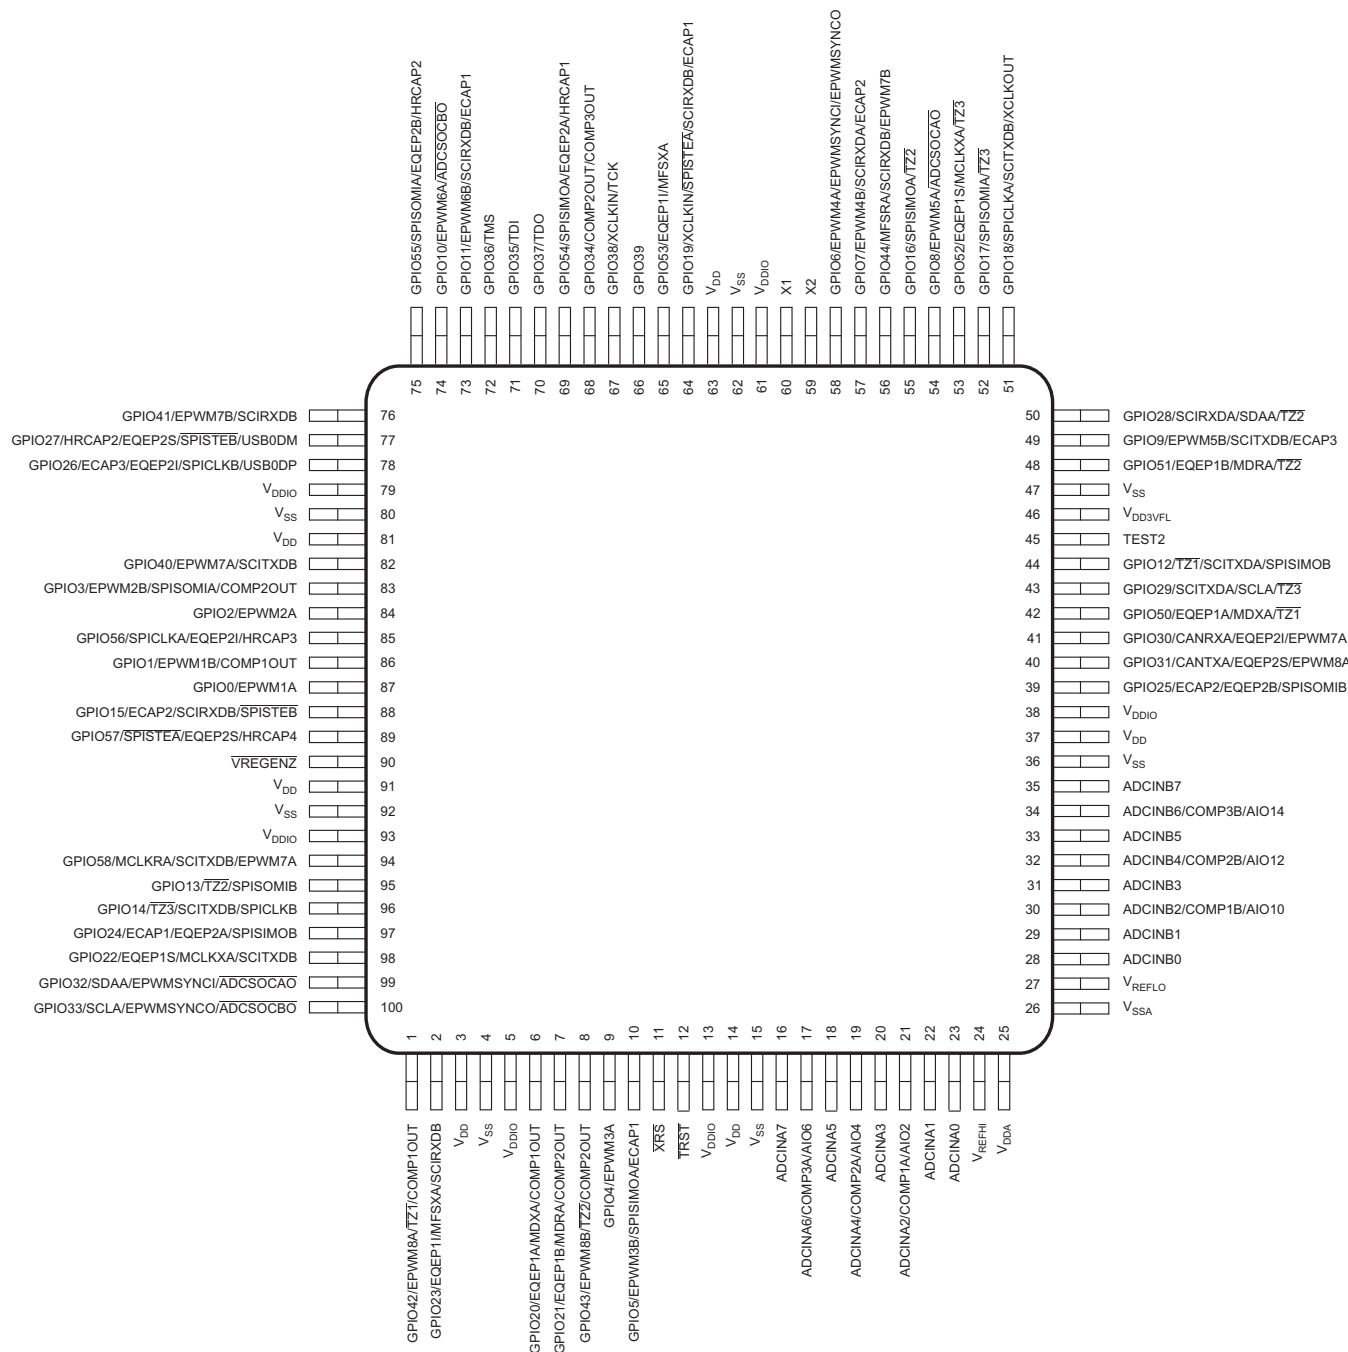 GPIO55/SPISOMIA/EQEP2B/HRCAP2
GPIO10/EPWM6A/ADCSOCBO
GPIO11/EPWM6B/SCIRXDB/ECAP1
GPIO36/TMS
GPIO35/TDI
GPIO37/TDO
GPIO54/SPISIMOA/EQEP2A/HRCAP1
GPIO34/COMP2OUT/COMP3OUT
GPIO38/XCLKIN/TCK
GPIO39
GPIO53/EQEP1I/MFSXA
GPIO19/XCLKIN/SPISTEA/SCIRXDB/ECAP1
VDD
VSS
VDDIO
X1
X2
GPIO6/EPWM4A/EPWMSYNCI/EPWMSYNCO
GPIO7/EPWM4B/SCIRXDA/ECAP2
GPIO44/MFSRA/SCIRXDB/EPWM7B
GPIO16/SPISIMOA/TZ2
GPIO8/EPWM5A/ADCSOCAO
GPIO52/EQEP1S/MCLKXA/TZ3
GPIO17/SPISOMIA/TZ3
GPIO18/SPICLKA/SCITXDB/XCLKOUT
75 74 73 72 71 70 69 68 67 66 65 64 63 62 61 60 59 58 57 56 55 54 53 52 51
GPIO41/EPWM7B/SCIRXDB 76
GPIO27/HRCAP2/EQEP2S/SPISTEB/USB0DM 77
GPIO26/ECAP3/EQEP2I/SPICLKB/USB0DP 78
VDDIO 79
VSS 80
VDD 81
GPIO40/EPWM7A/SCITXDB 82
GPIO3/EPWM2B/SPISOMIA/COMP2OUT 83
GPIO2/EPWM2A 84
GPIO56/SPICLKA/EQEP2I/HRCAP3 85
GPIO1/EPWM1B/COMP1OUT 86
GPIO0/EPWM1A 87
GPIO15/ECAP2/SCIRXDB/SPISTEB 88
GPIO57/SPISTEA/EQEP2S/HRCAP4 89
VREGENZ 90
VDD 91
VSS 92
VDDIO 93
GPIO58/MCLKRA/SCITXDB/EPWM7A 94
GPIO13/TZ2/SPISOMIB 95
GPIO14/TZ3/SCITXDB/SPICLKB 96
GPIO24/ECAP1/EQEP2A/SPISIMOB 97
GPIO22/EQEP1S/MCLKXA/SCITXDB 98
GPIO32/SDAA/EPWMSYNCI/ADCSOCAO 99
GPIO33/SCLA/EPWMSYNCO/ADCSOCBO 100
50 GPIO28/SCIRXDA/SDAA/TZ2
49 GPIO9/EPWM5B/SCITXDB/ECAP3
48 GPIO51/EQEP1B/MDRA/TZ2
47 VSS
46 VDD3VFL
45 TEST2
44 GPIO12/TZ1/SCITXDA/SPISIMOB
43 GPIO29/SCITXDA/SCLA/TZ3
42 GPIO50/EQEP1A/MDXA/TZ1
41 GPIO30/CANRXA/EQEP2I/EPWM7A
40 GPIO31/CANTXA/EQEP2S/EPWM8A
39 GPIO25/ECAP2/EQEP2B/SPISOMIB
38 VDDIO
37 VDD
36 VSS
35 ADCINB7
34 ADCINB6/COMP3B/AIO14
33 ADCINB5
32 ADCINB4/COMP2B/AIO12
31 ADCINB3
30 ADCINB2/COMP1B/AIO10
29 ADCINB1
28 ADCINB0
27 VREFLO
26 VSSA
1 2 3 4 5 6 7 8 9 10 11 12 13 14 15 16 17 18 19 20 21 22 23 24 25
GPIO42/EPWM8A/TZ1/COMP1OUT
GPIO23/EQEP1I/MFSXA/SCIRXDB
VDD
VSS
VDDIO
GPIO20/EQEP1A/MDXA/COMP1OUT
GPIO21/EQEP1B/MDRA/COMP2OUT
GPIO43/EPWM8B/TZ2/COMP2OUT
GPIO4/EPWM3A
GPIO5/EPWM3B/SPISIMOA/ECAP1
XRS
TRST
VDDIO
VDD
VSS
ADCINA7
ADCINA6/COMP3A/AIO6
ADCINA5
ADCINA4/COMP2A/AIO4
ADCINA3
ADCINA2/COMP1A/AIO2
ADCINA1
ADCINA0
VREFHI
VDDA